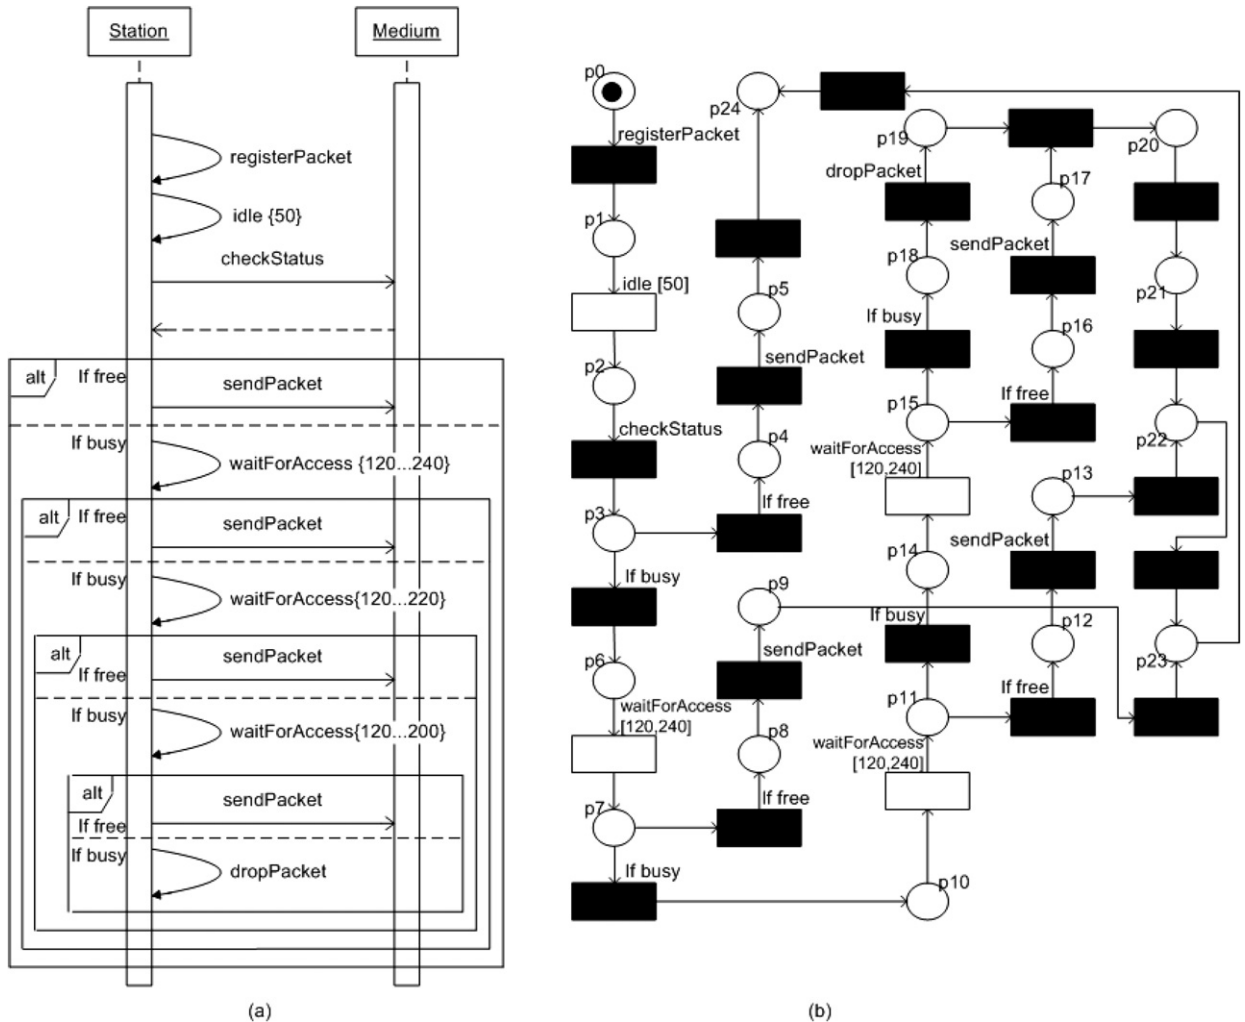 Station
Medium
registerPacket
idle {50}
checkStatus
alt
If free
sendPacket
If busy
waitForAccess {120...240}
alt
If free
sendPacket
If busy
waitForAccess{120...220}
alt
sendPacket
If free
If busy
waitForAccess{120...200}
alt
sendPacket
If free
If busy
dropPacket
(a)
p0
registerPacket
p1
idle [50]
p2
checkStatus
p3
If busy
p6
waitForAccess
[120,240]
p7
If busy
p24
p5
sendPacket
p4
If free
p9
sendPacket
p8
If free
p19
dropPacket
p18
If busy
p15
waitForAccess
[120,240]
p14
If busy
p11
waitForAccess
[120,240]
p10
p17
sendPacket
p16
If free
p13
sendPacket
p12
If free
p20
p21
p22
p23
(b)